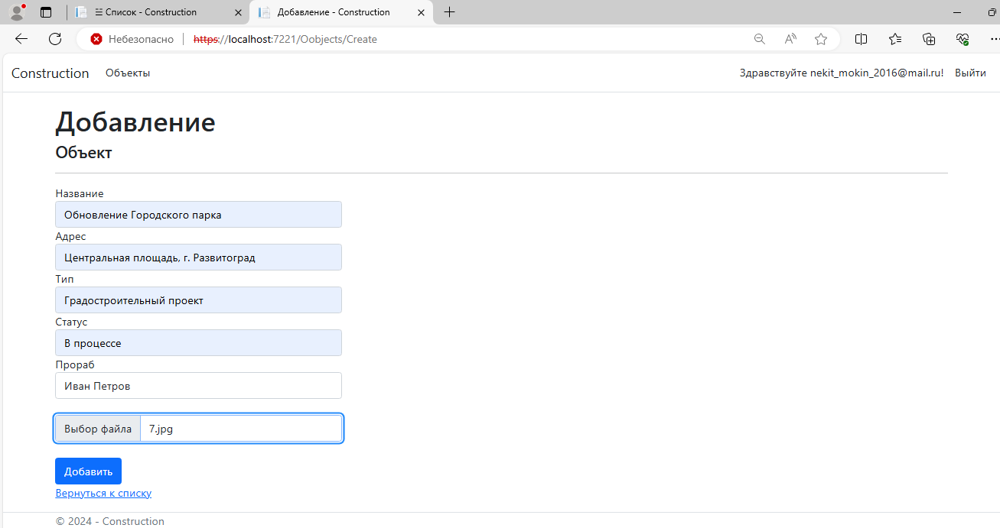 ☰ Список - Construction
Добавление - Construction
Небезопасно https://localhost:7221/Oobjects/Create
Construction Объекты Здравствуйте nekit_mokin_2016@mail.ru! Выйти
Добавление
Объект
Название
Обновление Городского парка
Адрес
Центральная площадь, г. Развитоград
Тип
Градостроительный проект
Статус
В процессе
Прораб
Иван Петров
Выбор файла 7.jpg
Добавить
Вернуться к списку
© 2024 - Construction